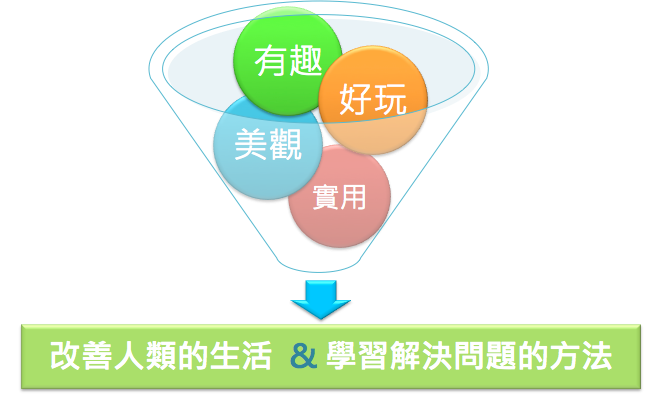 有趣
好玩
美觀
實用
改善人類的生活 & 學習解決問題的方法